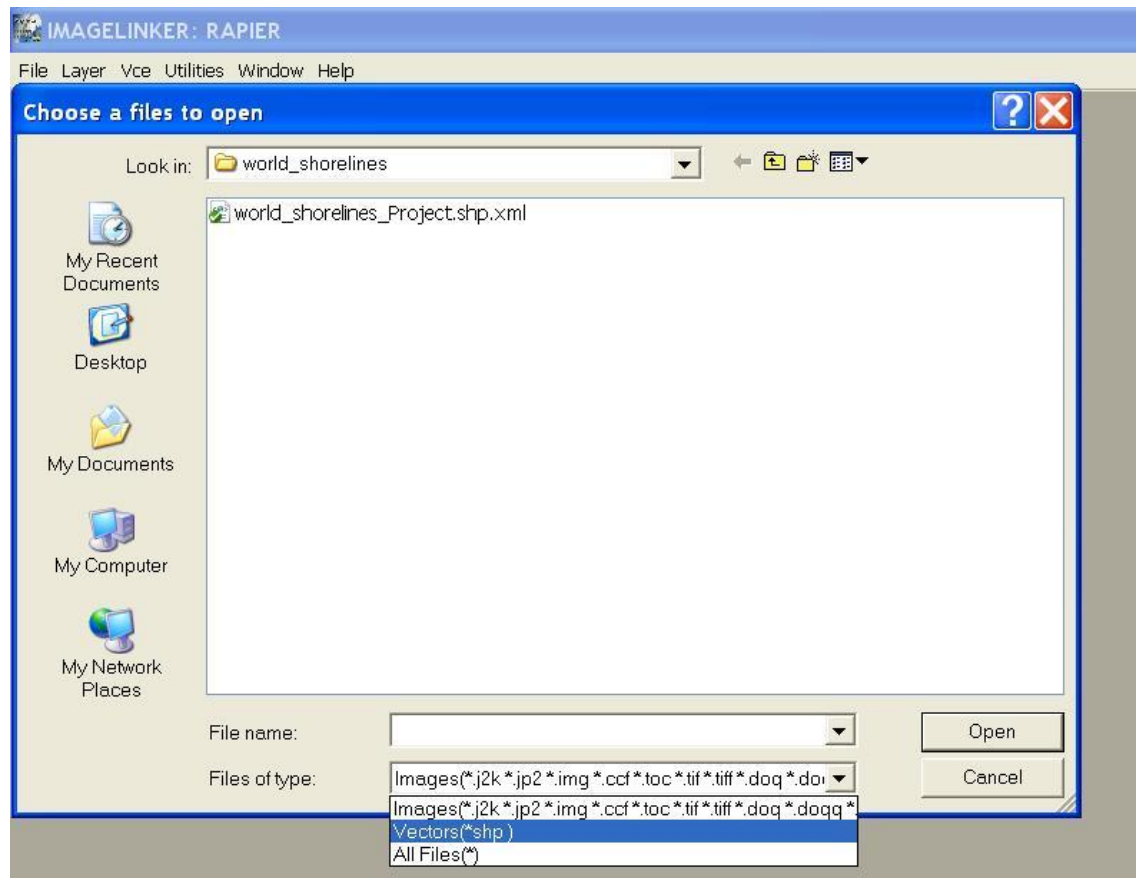 IMAGELINKER: RAPIER
File Layer Vce Utilities Window Help
Choose a files to open
Look in: world_shorelines
world_shorelines_Project.shp.xml
My Recent
Documents
Desktop
My Documents
My Computer
My Network
Places
File name:
Open
Files of type: Images(*.j2k *.jp2 *.img *.ccf *.toc *.tif *.tiff *.doq *.do
Cancel
Images(*.j2k *.jp2 *.img *.ccf *.toc *.tif *.tiff *.doq *.doqq *.
Vectors(*shp )
All Files(*)